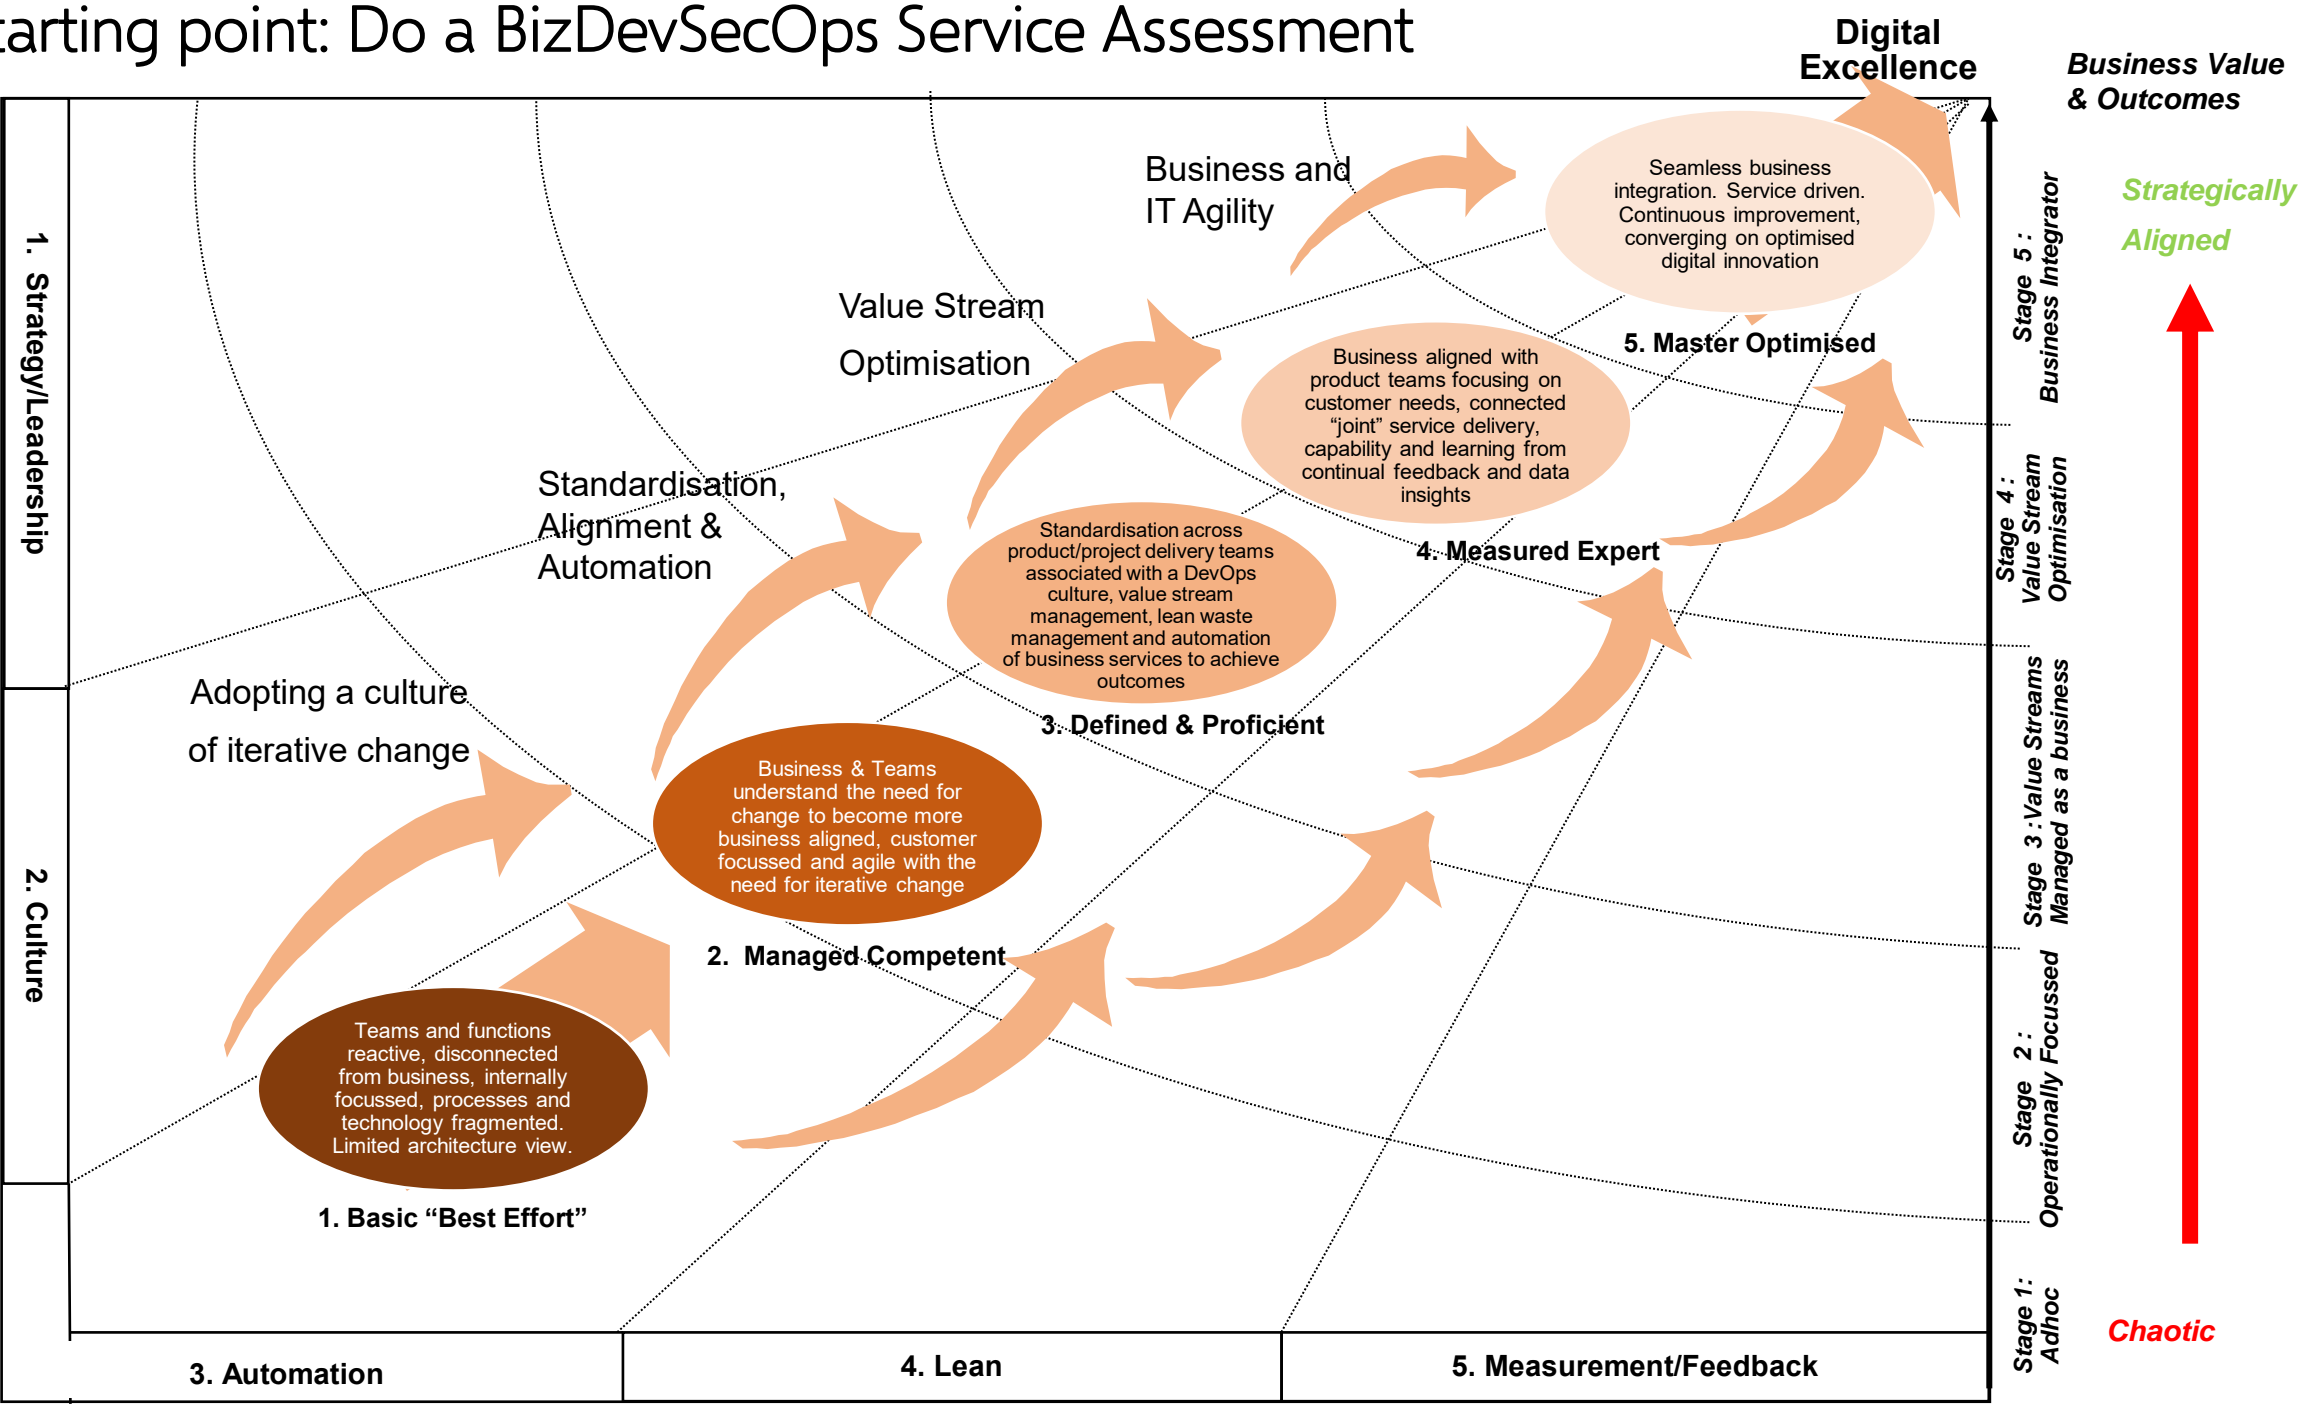 arting point: Do a BizDevSecOps Service Assessment
Digital
Excellence
Business Value
& Outcomes
Strategically
Aligned
Chaotic
Business and
IT Agility
Value Stream
Optimisation
Standardisation,
Alignment &
Automation
Adopting a culture
of iterative change
Seamless business
integration. Service driven.
Continuous improvement,
converging on optimised
digital innovation
5. Master Optimised
Business aligned with
product teams focusing on
customer needs, connected
“joint” service delivery,
capability and learning from
continual feedback and data
insights
4. Measured Expert
Standardisation across
product/project delivery teams
associated with a DevOps
culture, value stream
management, lean waste
management and automation
of business services to achieve
outcomes
3. Defined & Proficient
Business & Teams
understand the need for
change to become more
business aligned, customer
focussed and agile with the
need for iterative change
2. Managed Competent
Teams and functions
reactive, disconnected
from business, internally
focussed, processes and
technology fragmented.
Limited architecture view.
1. Basic “Best Effort”
1. Strategy/Leadership
2. Culture
3. Automation
4. Lean
5. Measurement/Feedback
Stage 5 :
Business Integrator
Stage 4 :
Value Stream
Optimisation
Stage 3 :Value Streams
Managed as a business
Stage 2 :
Operationally Focussed
Stage 1:
Adhoc